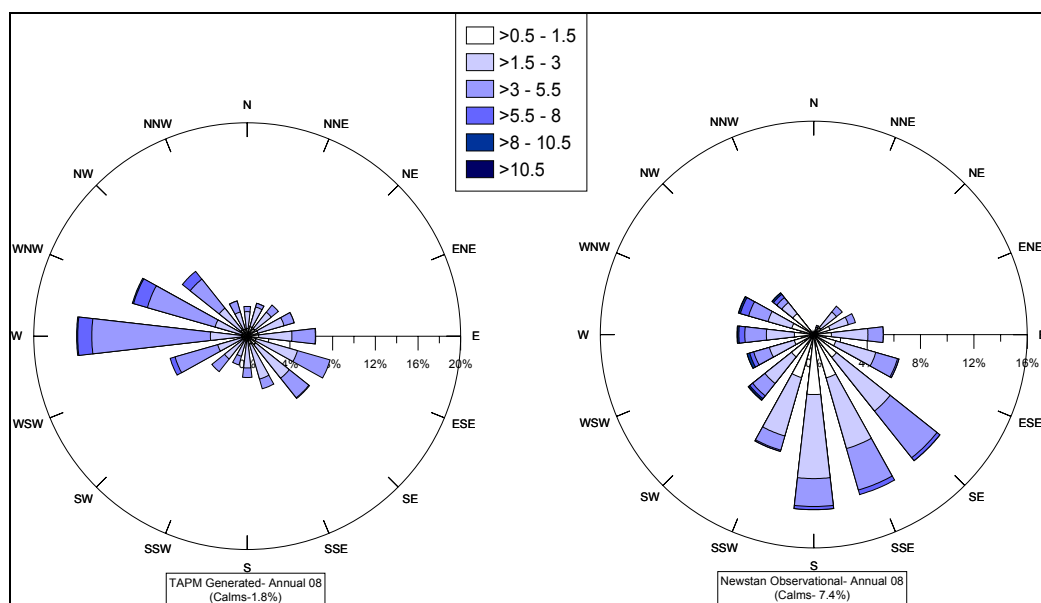 >0.5 - 1.5
>1.5 - 3
>3 - 5.5
>5.5 - 8
>8 - 10.5
>10.5
N
NNE
NE
ENE
E
ESE
SE
SSE
S
SSW
SW
WSW
W
WNW
NW
NNW
4%
8%
12%
16%
20%
TAPM Generated- Annual 08
(Calms-1.8%)
N
NNE
NE
ENE
E
ESE
SE
SSE
S
SSW
SW
WSW
W
WNW
NW
NNW
4%
8%
12%
16%
Newstan Observational- Annual 08
(Calms- 7.4%)